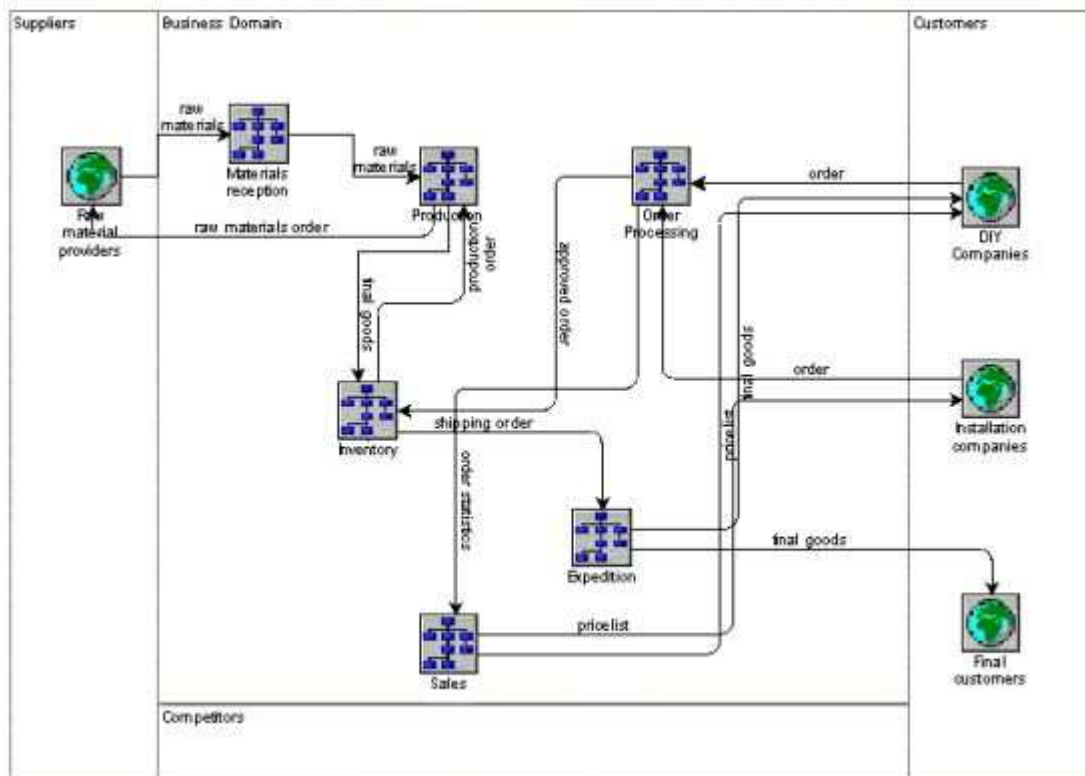 Suppliers
Business Domain
Customers
raw
materials
Materials
reception
raw
materials
Production
Order
Processing
order
DIY
Companies
Raw
material
providers
raw materials order
production
order
final goods
approved order
final goods
order
Installation
companies
pricelist
shipping order
Inventory
order statistics
Expedition
final goods
Final
customers
pricelist
Sales
Competitors